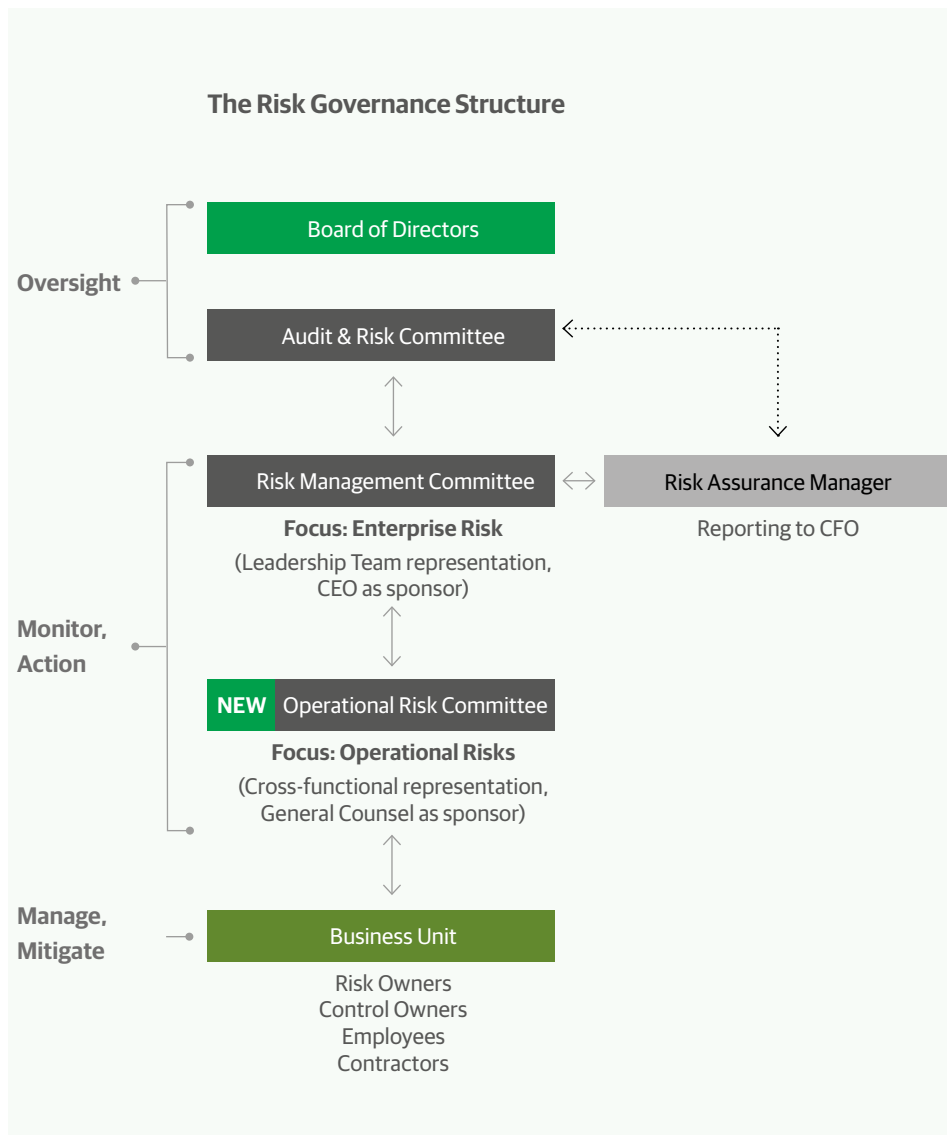 The Risk Governance Structure
Oversight
Board of Directors
Audit & Risk Committee
Monitor,
Action
Risk Management Committee
Focus: Enterprise Risk
(Leadership Team representation,
CEO as sponsor)
Risk Assurance Manager
Reporting to CFO
NEW Operational Risk Committee
Focus: Operational Risks
(Cross-functional representation,
General Counsel as sponsor)
Manage,
Mitigate
Business Unit
Risk Owners
Control Owners
Employees
Contractors